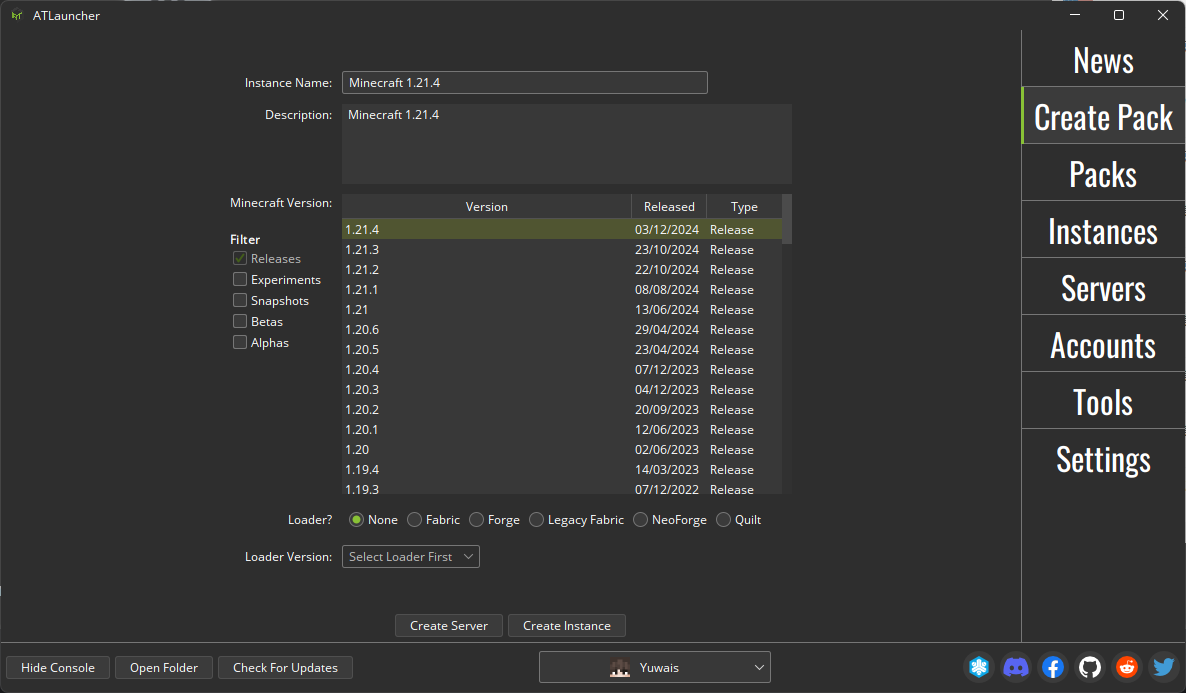 ATLauncher
Instance Name: Minecraft 1.21.4
Description: Minecraft 1.21.4
Minecraft Version:
Version Released Type
1.21.4 03/12/2024 Release
1.21.3 23/10/2024 Release
1.21.2 22/10/2024 Release
1.21.1 08/08/2024 Release
1.21 13/06/2024 Release
1.20.6 29/04/2024 Release
1.20.5 23/04/2024 Release
1.20.4 07/12/2023 Release
1.20.3 04/12/2023 Release
1.20.2 20/09/2023 Release
1.20.1 12/06/2023 Release
1.20 02/06/2023 Release
1.19.4 14/03/2023 Release
1.19.3 07/12/2022 Release
Filter
Releases
Experiments
Snapshots
Betas
Alphas
Loader? None Fabric Forge Legacy Fabric NeoForge Quilt
Loader Version: Select Loader First
Create Server Create Instance
News
Create Pack
Packs
Instances
Servers
Accounts
Tools
Settings
Hide Console Open Folder Check For Updates Yuwais